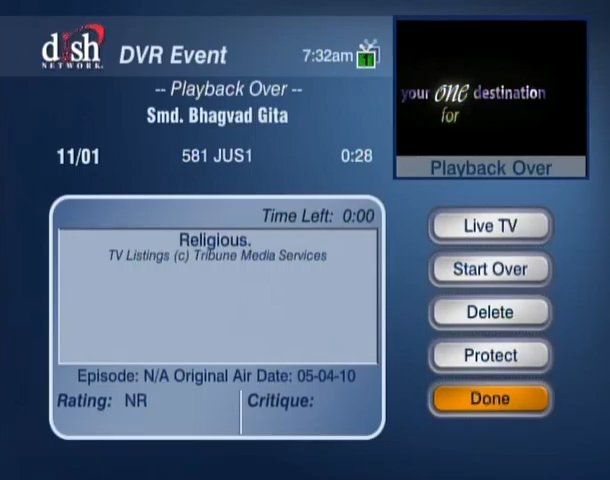 dish
NETWORK.
DVR Event
7:32am
1
-- Playback Over --
Smd. Bhagvad Gita
11/01
581 JUS1
0:28
your one destination
for
Playback Over
Time Left: 0:00
Religious.
TV Listings (c) Tribune Media Services
Episode: N/A Original Air Date: 05-04-10
Rating: NR
Critique:
Live TV
Start Over
Delete
Protect
Done